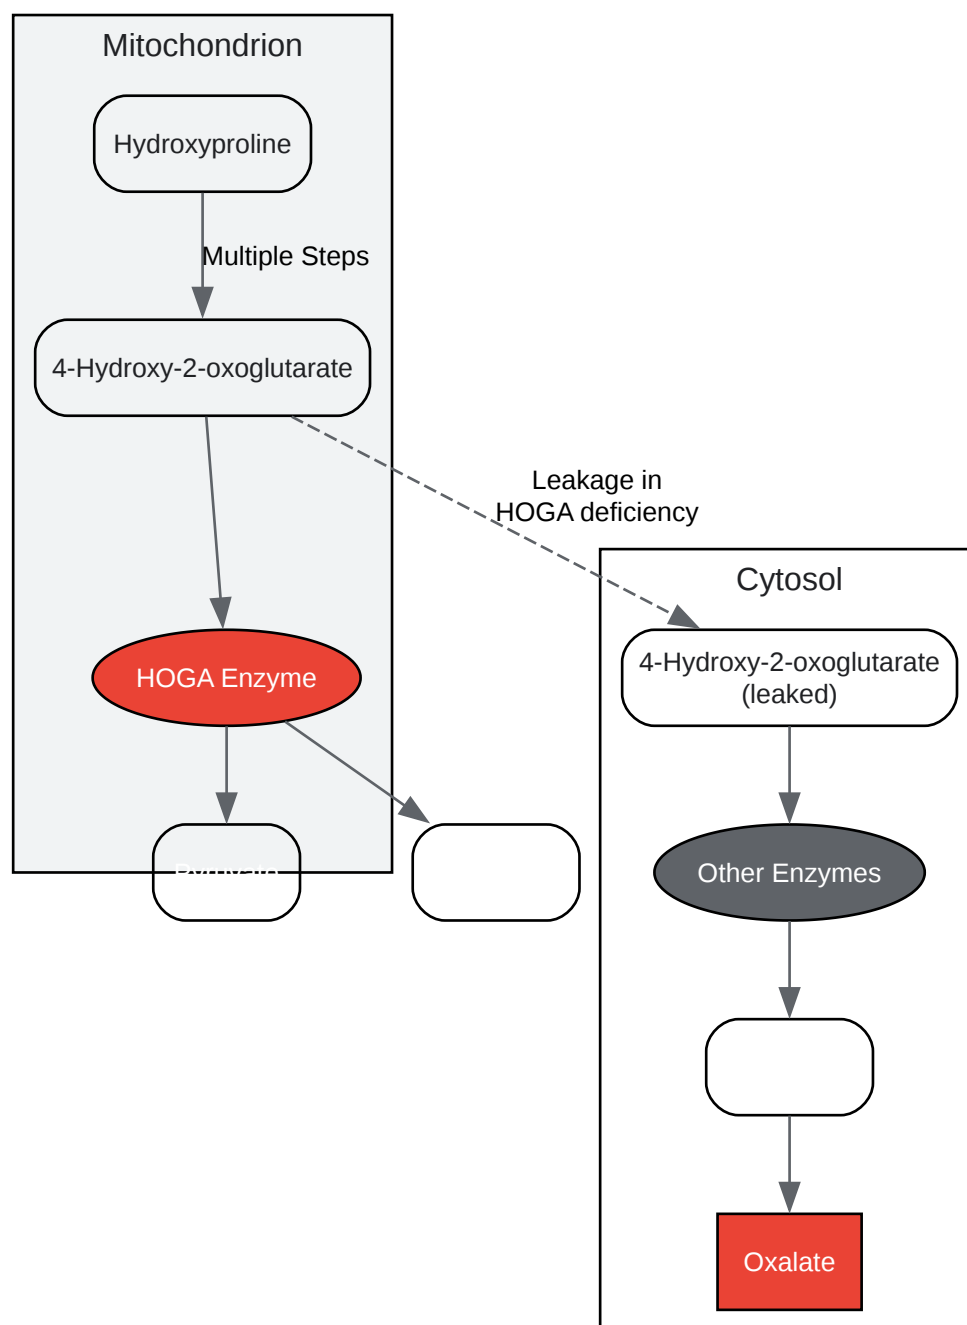 Mitochondrion
Hydroxyproline
Multiple Steps
4-Hydroxy-2-oxoglutarate
Leakage in
HOGA deficiency
Cytosol
HOGA Enzyme
4-Hydroxy-2-oxoglutarate
(leaked)
Pyruvate
Other Enzymes
Oxalate